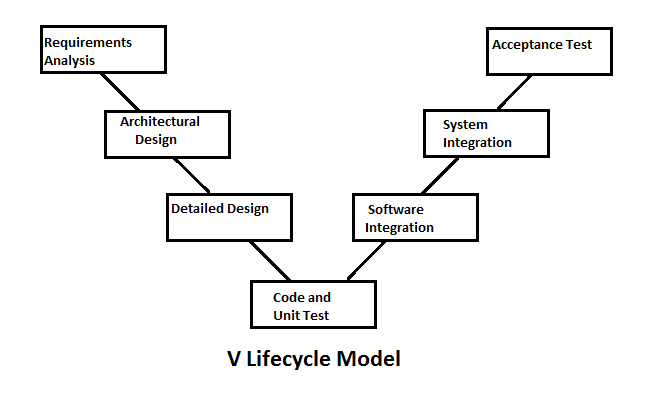 Requirements
Analysis
Acceptance Test
Architectural
Design
System
Integration
Detailed Design
Software
Integration
Code and
Unit Test
V Lifecycle Model